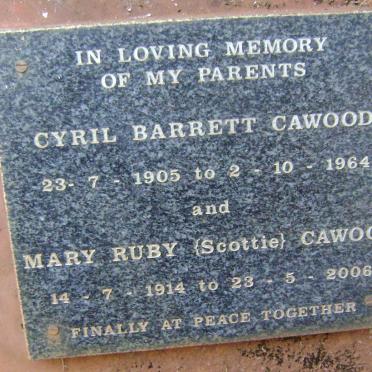 IN LOVING MEMORY
OF MY PARENTS
CYRIL BARRETT CAWOOD
23- 7 - 1905 to 2 - 10 - 1964
and
MARY RUBY {Scottie} CAWOO
14 - 7 - 1914 to 23 - 5 - 2006
FINALLY AT PEACE TOGETHER